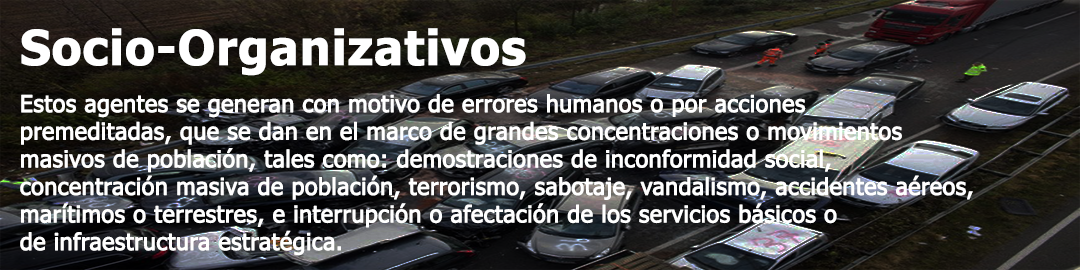 Socio-Organizativos
Estos agentes se generan con motivo de errores humanos o por acciones
premeditadas, que se dan en el marco de grandes concentraciones o movimientos
masivos de población, tales como: demostraciones de inconformidad social,
concentración masiva de población, terrorismo, sabotaje, vandalismo, accidentes aéreos,
marítimos o terrestres, e interrupción o afectación de los servicios básicos o
de infraestructura estratégica.